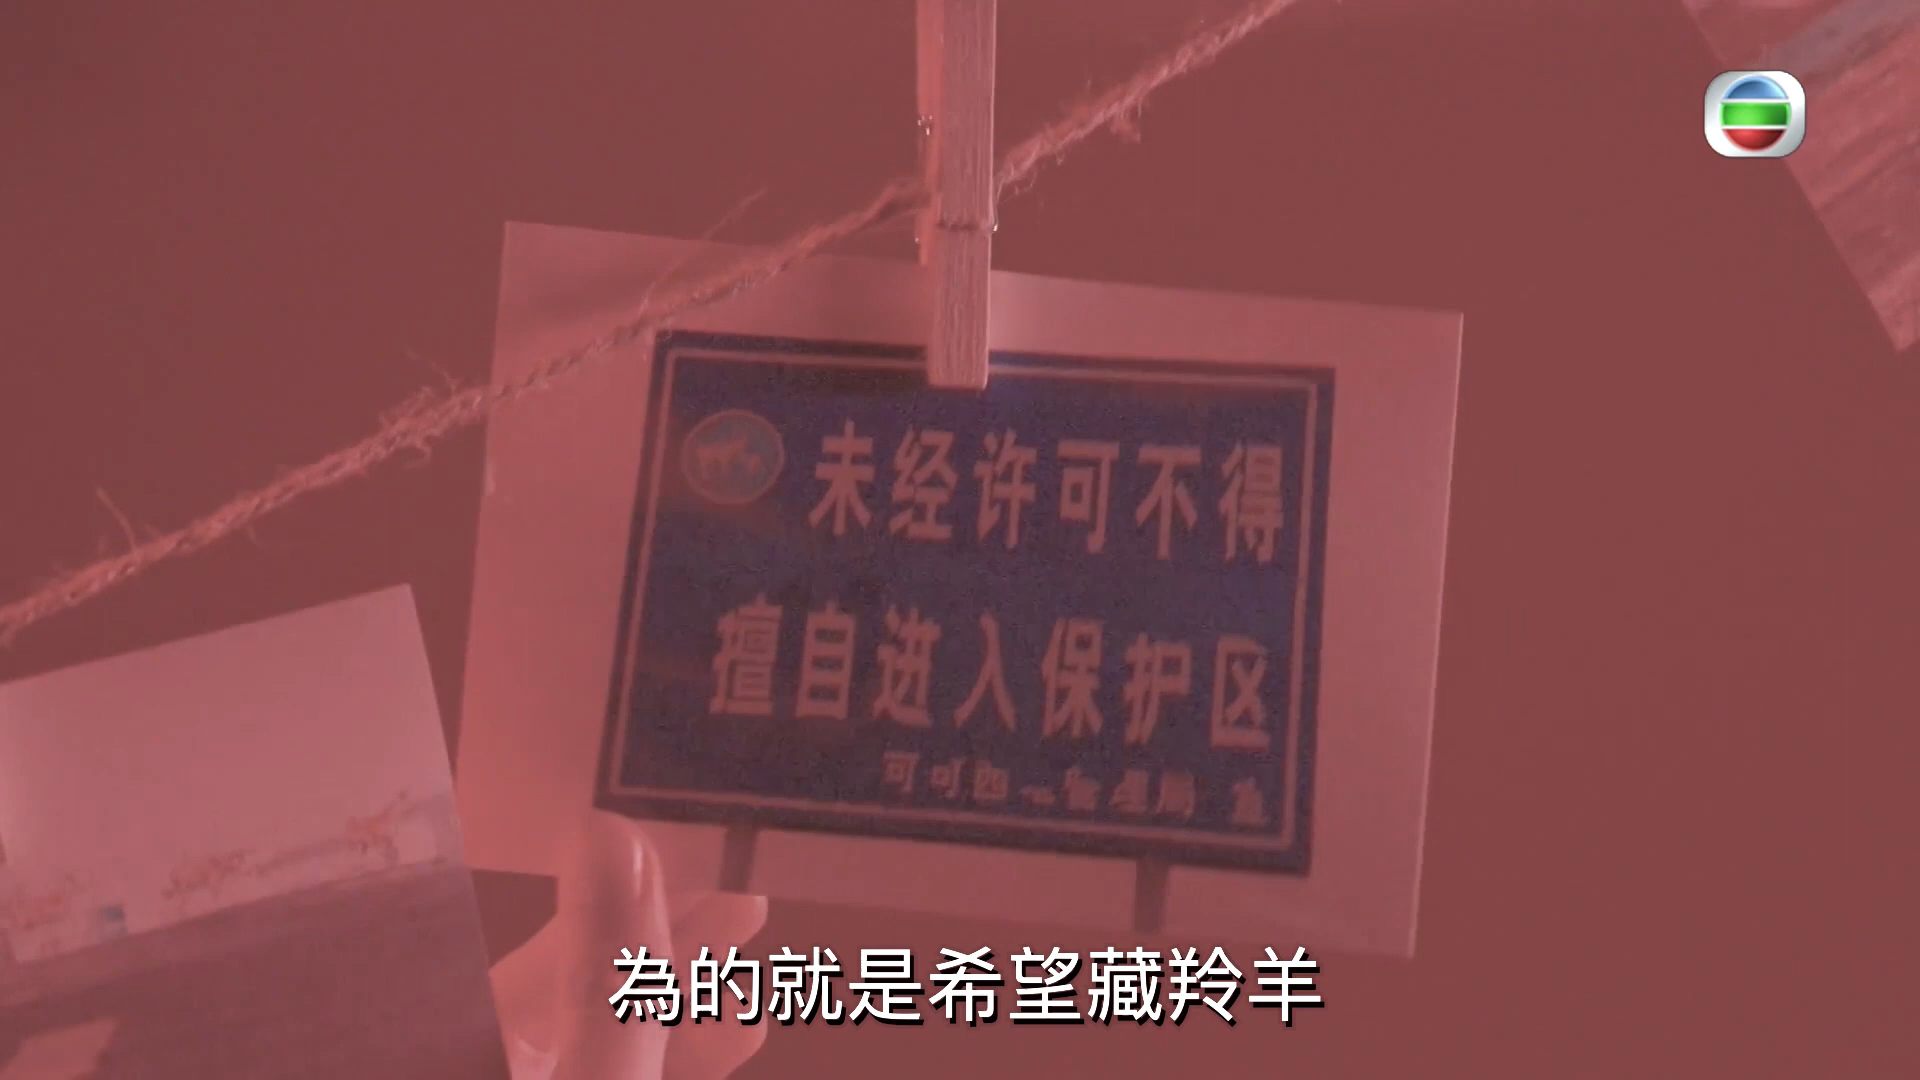 未经许可不得
擅自进入保护区
為的就是希望藏羚羊